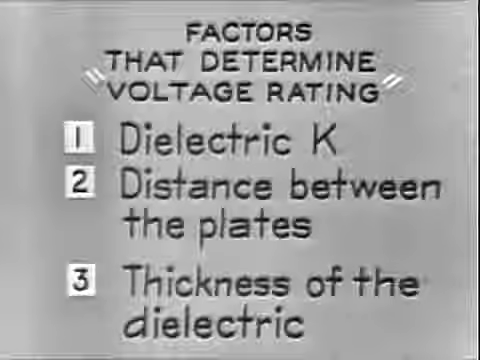 FACTORS
THAT DETERMINE
"VOLTAGE RATING"
1 Dielectric K
2 Distance between
the plates
3 Thickness of the
dielectric